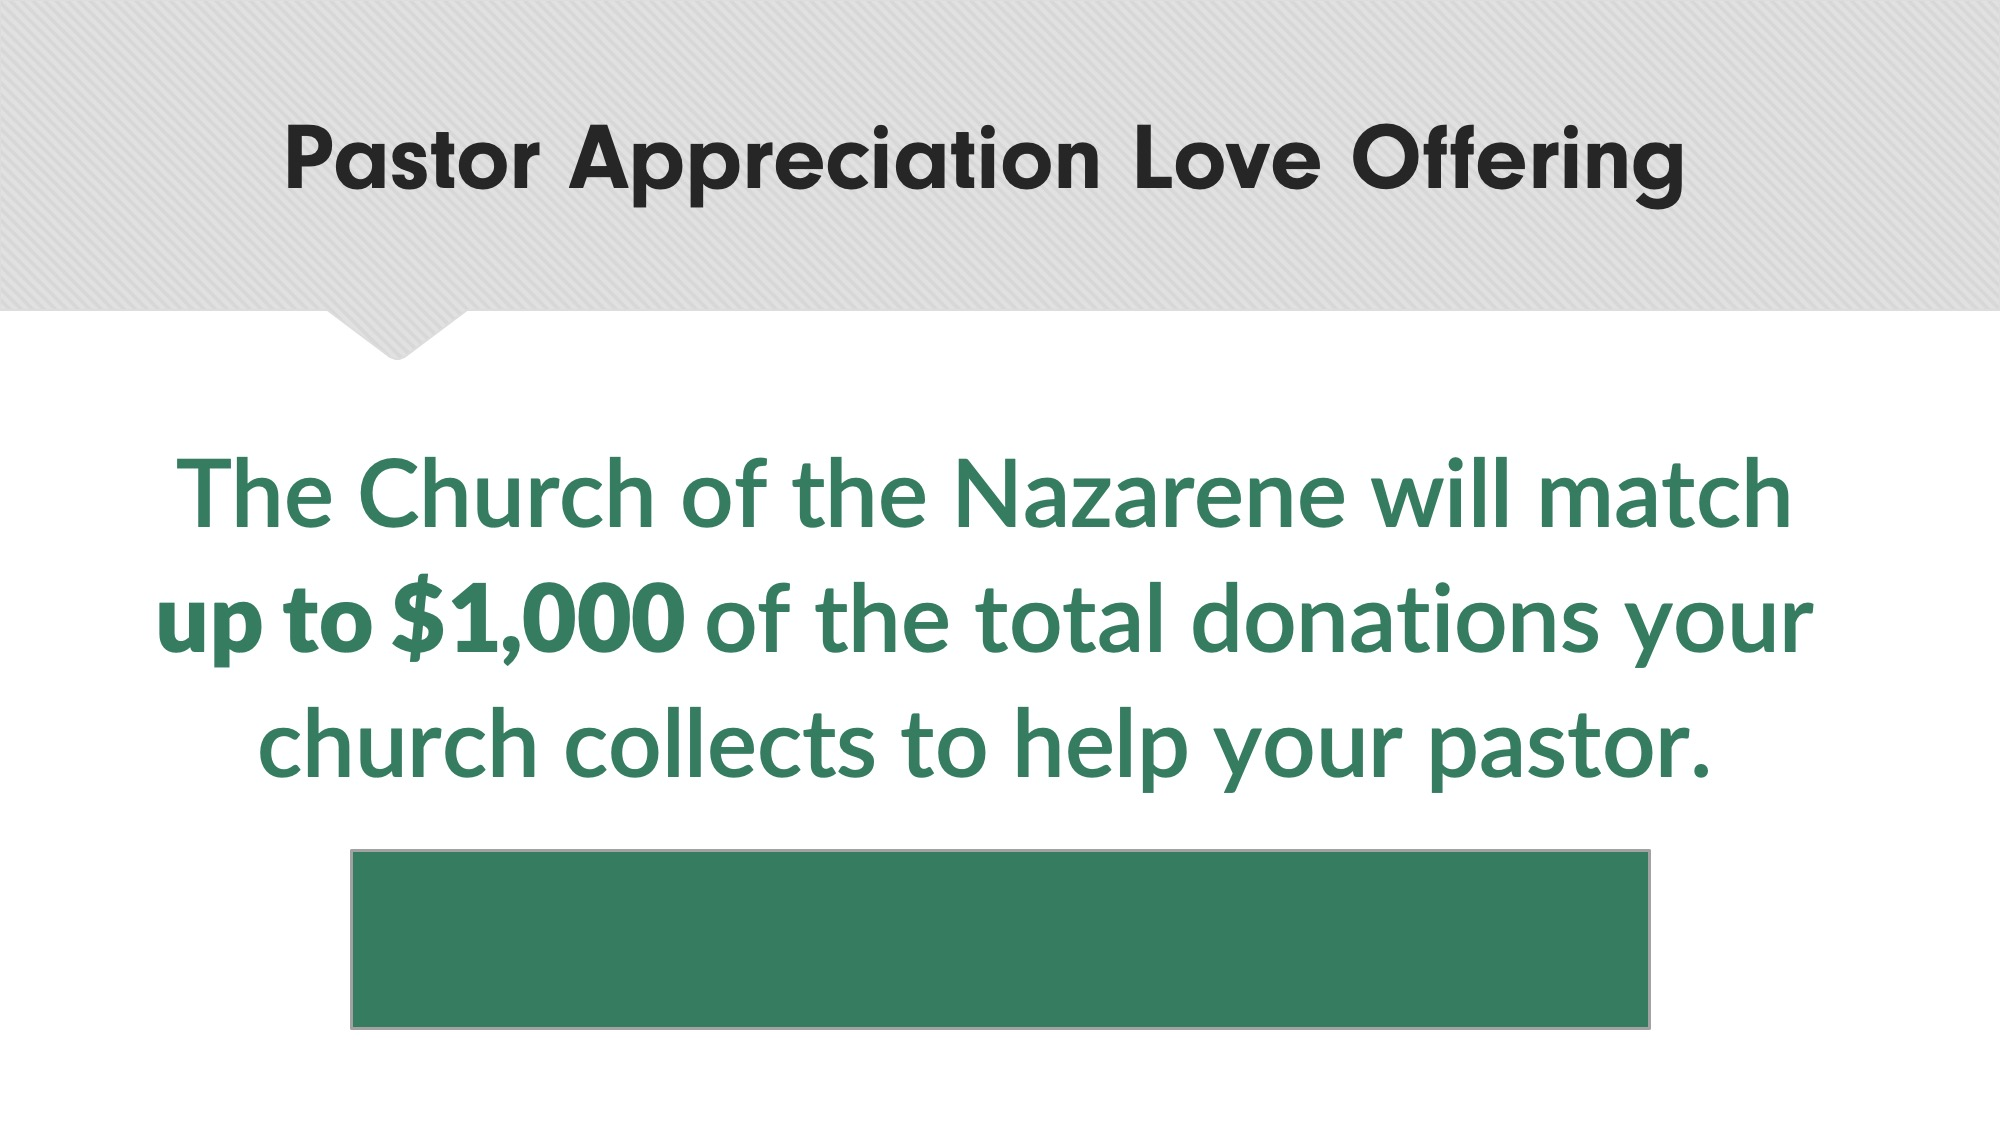 Pastor Appreciation Love Offering
The Church of the Nazarene will match
up to $1,000 of the total donations your
church collects to help your pastor.